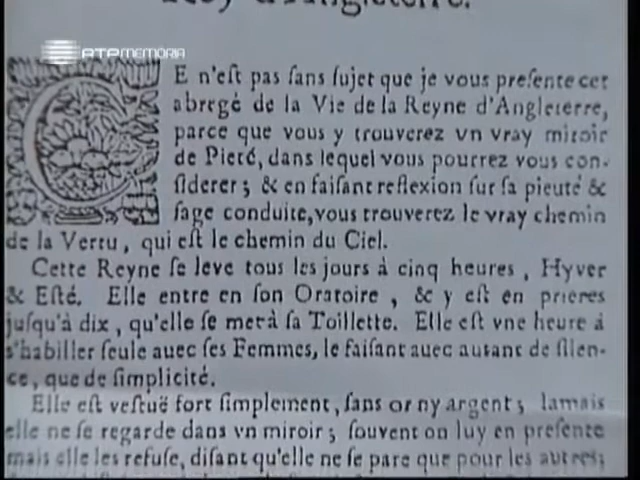 Roy d'Angleterre.
RTP MEMÓRIA
CE n'eſt pas ſans ſujet que je vous preſente cet
abregé de la Vie de la Reyne d'Angleterre,
parce que vous y trouverez vn vray miroir
de Pieté, dans lequel vous pourrez vous con-
ſiderer; & en faiſant reflexion ſur ſa pieuté &
ſage conduite, vous trouverez le vray chemin
de la Vertu, qui eſt le chemin du Ciel.
Cette Reyne ſe leve tous les jours à cinq heures, Hyver
& Eſté. Elle entre en ſon Oratoire, & y eſt en prieres
juſqu'à dix, qu'elle ſe met à ſa Toillette. Elle eſt vne heure à
s'habiller ſeule auec ſes Femmes, le faiſant auec autant de ſilen-
ce, que de ſimplicité.
Elle eſt veſtuë fort ſimplement, ſans or ny argent; Iamais
elle ne ſe regarde dans vn miroir; ſouvent on luy en preſente
mais elle les refuſe, diſant qu'elle ne ſe pare que pour les autres;